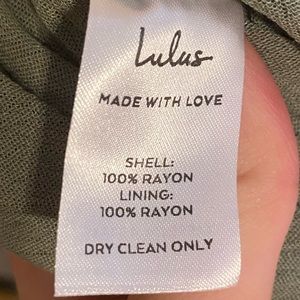 Lulus
MADE WITH LOVE
SHELL:
100% RAYON
LINING:
100% RAYON
DRY CLEAN ONLY